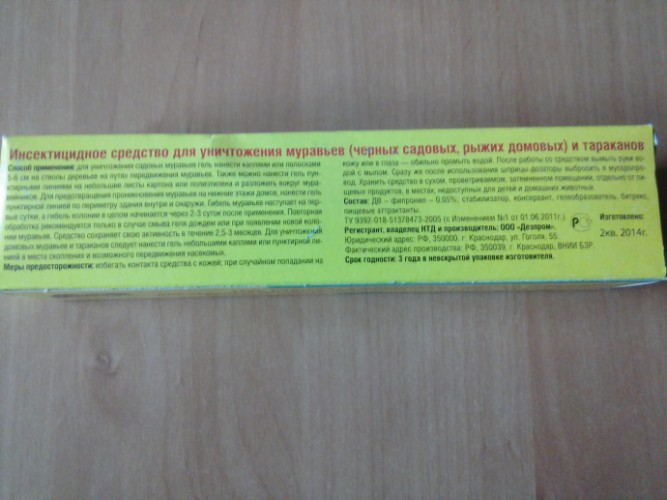 Инсектицидное средство для уничтожения муравьев (черных садовых, рыжих домовых) и тараканов
Способ применения: для уничтожения садовых муравьев гель нанести каплями или полосками
5-6 см на стволы деревьев на путях передвижения муравьев. Также можно нанести гель пун-
ктирными линиями на небольшие листы картона или полиэтилена и разложить вокруг мура-
вейников. Для предотвращения проникновения муравьев на нижние этажи домов, нанести гель
пунктирной линией по периметру здания внутри и снаружи. Гибель муравьев наступает на пер-
вые сутки, а гибель колонии в целом начинается через 2-3 суток после применения. Повторная
обработка рекомендуется только в случае смыва геля дождем или при появлении новой коло-
нии муравьев. Средство сохраняет свою активность в течение 2,5-3 месяцев. Для уничтожения
домовых муравьев и тараканов следует нанести гель небольшими каплями или пунктирной ли-
нией в места скопления и возможного передвижения насекомых.
Меры предосторожности: избегать контакта средства с кожей; при случайном попадании на
кожу или в глаза — обильно промыть водой. После работы со средством вымыть руки во-
дой с мылом. Сразу же после использования шприцы-дозаторы выбросить в мусоропро-
вод. Хранить средство в сухом, проветриваемом, затемненном помещении, отдельно от пи-
щевых продуктов, в местах, недоступных для детей и домашних животных.
Состав: ДВ – фипронил – 0,05%; стабилизатор, консервант, гелеобразователь, битрекс,
пищевые аттрактанты.
ТУ 9392-018-51378473-2005 (с Изменением №1 от 01.06.2011г.)
Регистрант, владелец НТД и производитель: ООО «Дезпром».
Юридический адрес: РФ, 350000, г. Краснодар, ул. Гоголя, 55
Фактический адрес производства: РФ, 350039, г. Краснодар, ВНИИ БЗР.
Срок годности: 3 года в невскрытой упаковке изготовителя.
Изготовлено:
2кв. 2014г.